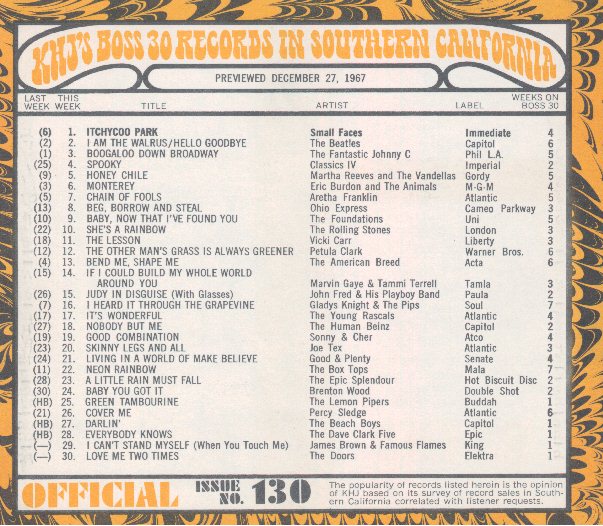 KHJ'S BOSS 30 RECORDS IN SOUTHERN CALIFORNIA
PREVIEWED DECEMBER 27, 1967
LAST WEEK THIS WEEK TITLE ARTIST LABEL WEEKS ON BOSS 30
(6) 1. ITCHYCOO PARK Small Faces Immediate 4
(2) 2. I AM THE WALRUS/HELLO GOODBYE The Beatles Capitol 6
(1) 3. BOOGALOO DOWN BROADWAY The Fantastic Johnny C Phil L.A. 5
(25) 4. SPOOKY Classics IV Imperial 2
(9) 5. HONEY CHILE Martha Reeves and The Vandellas Gordy 5
(3) 6. MONTEREY Eric Burdon and The Animals M-G-M 4
(5) 7. CHAIN OF FOOLS Aretha Franklin Atlantic 5
(13) 8. BEG, BORROW AND STEAL Ohio Express Cameo Parkway 3
(10) 9. BABY, NOW THAT I'VE FOUND YOU The Foundations Uni 5
(22) 10. SHE'S A RAINBOW The Rolling Stones London 3
(18) 11. THE LESSON Vicki Carr Liberty 3
(12) 12. THE OTHER MAN'S GRASS IS ALWAYS GREENER Petula Clark Warner Bros. 6
(4) 13. BEND ME, SHAPE ME The American Breed Acta 6
(15) 14. IF I COULD BUILD MY WHOLE WORLD
AROUND YOU Marvin Gaye & Tammi Terrell Tamla 3
(26) 15. JUDY IN DISGUISE (With Glasses) John Fred & His Playboy Band Paula 2
(7) 16. I HEARD IT THROUGH THE GRAPEVINE Gladys Knight & The Pips Soul 7
(17) 17. IT'S WONDERFUL The Young Rascals Atlantic 4
(27) 18. NOBODY BUT ME The Human Beinz Capitol 2
(19) 19. GOOD COMBINATION Sonny & Cher Atco 4
(23) 20. SKINNY LEGS AND ALL Joe Tex Atlantic 3
(24) 21. LIVING IN A WORLD OF MAKE BELIEVE Good & Plenty Senate 4
(11) 22. NEON RAINBOW The Box Tops Mala 7
(28) 23. A LITTLE RAIN MUST FALL The Epic Splendour Hot Biscuit Disc 2
(30) 24. BABY YOU GOT IT Brenton Wood Double Shot 2
(HB) 25. GREEN TAMBOURINE The Lemon Pipers Buddah 1
(21) 26. COVER ME Percy Sledge Atlantic 6
(HB) 27. DARLIN' The Beach Boys Capitol 1
(HB) 28. EVERYBODY KNOWS The Dave Clark Five Epic 1
(—) 29. I CAN'T STAND MYSELF (When You Touch Me) James Brown & Famous Flames King 1
(—) 30. LOVE ME TWO TIMES The Doors Elektra 1
OFFICIAL ISSUE NO. 130
The popularity of records listed herein is the opinion
of KHJ based on its survey of record sales in South-
ern California correlated with listener requests.